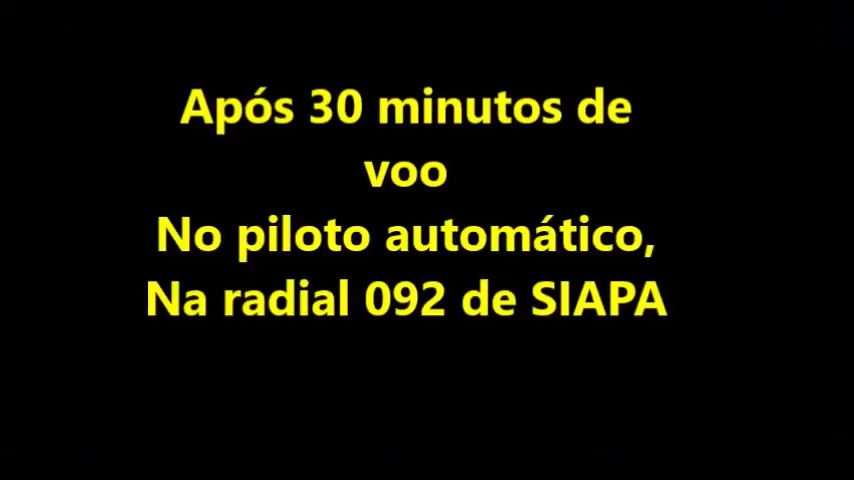 Após 30 minutos de
voo
No piloto automático,
Na radial 092 de SIAPA